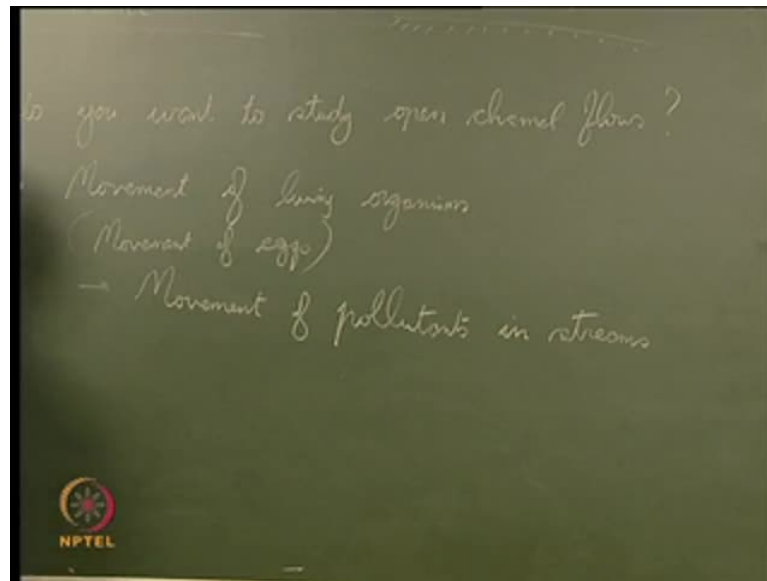 do you want to study open channel flows?
Movement of living organisms
(Movement of eggs)
→ Movement of pollutants in streams
NPTEL